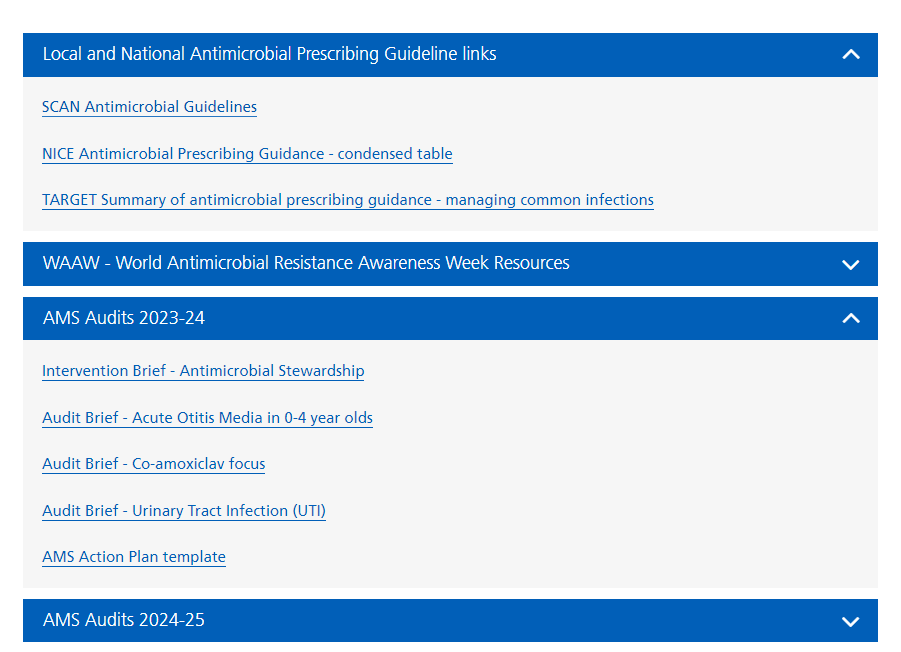 Local and National Antimicrobial Prescribing Guideline links
SCAN Antimicrobial Guidelines
NICE Antimicrobial Prescribing Guidance - condensed table
TARGET Summary of antimicrobial prescribing guidance - managing common infections
WAAW - World Antimicrobial Resistance Awareness Week Resources
AMS Audits 2023-24
Intervention Brief - Antimicrobial Stewardship
Audit Brief - Acute Otitis Media in 0-4 year olds
Audit Brief - Co-amoxiclav focus
Audit Brief - Urinary Tract Infection (UTI)
AMS Action Plan template
AMS Audits 2024-25